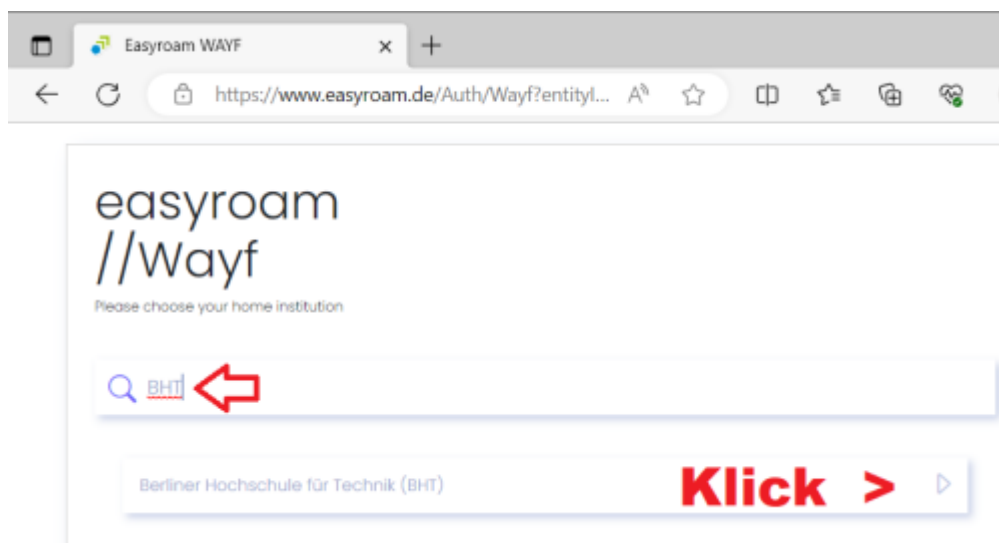 Easyroam WAYF
https://www.easyroam.de/Auth/Wayf?entityI...
easyroam
//Wayf
Please choose your home institution
BHT
Berliner Hochschule für Technik (BHT)
Klick >